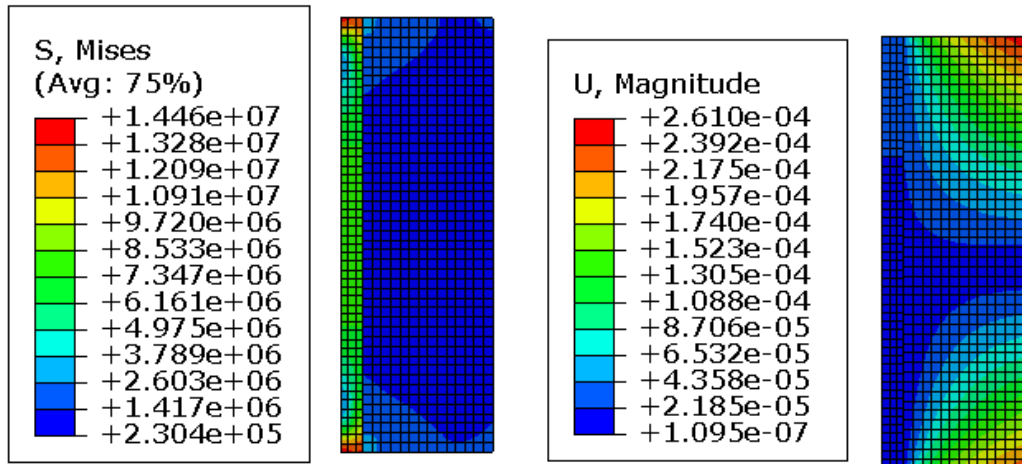 S, Mises
(Avg: 75%)
+1.446e+07
+1.328e+07
+1.209e+07
+1.091e+07
+9.720e+06
+8.533e+06
+7.347e+06
+6.161e+06
+4.975e+06
+3.789e+06
+2.603e+06
+1.417e+06
+2.304e+05
U, Magnitude
+2.610e-04
+2.392e-04
+2.175e-04
+1.957e-04
+1.740e-04
+1.523e-04
+1.305e-04
+1.088e-04
+8.706e-05
+6.532e-05
+4.358e-05
+2.185e-05
+1.095e-07